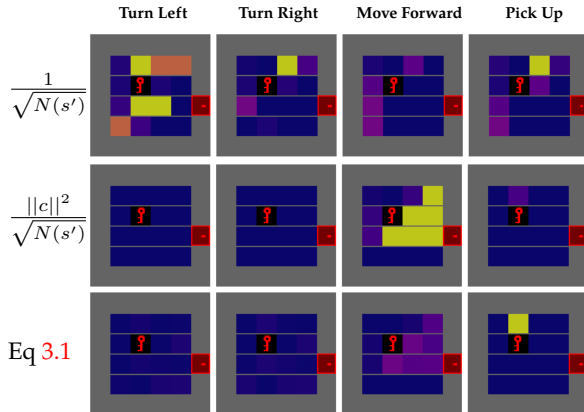 Turn Left Turn Right Move Forward Pick Up
1
√N(s′)
||c||²
√N(s′)
Eq 3.1